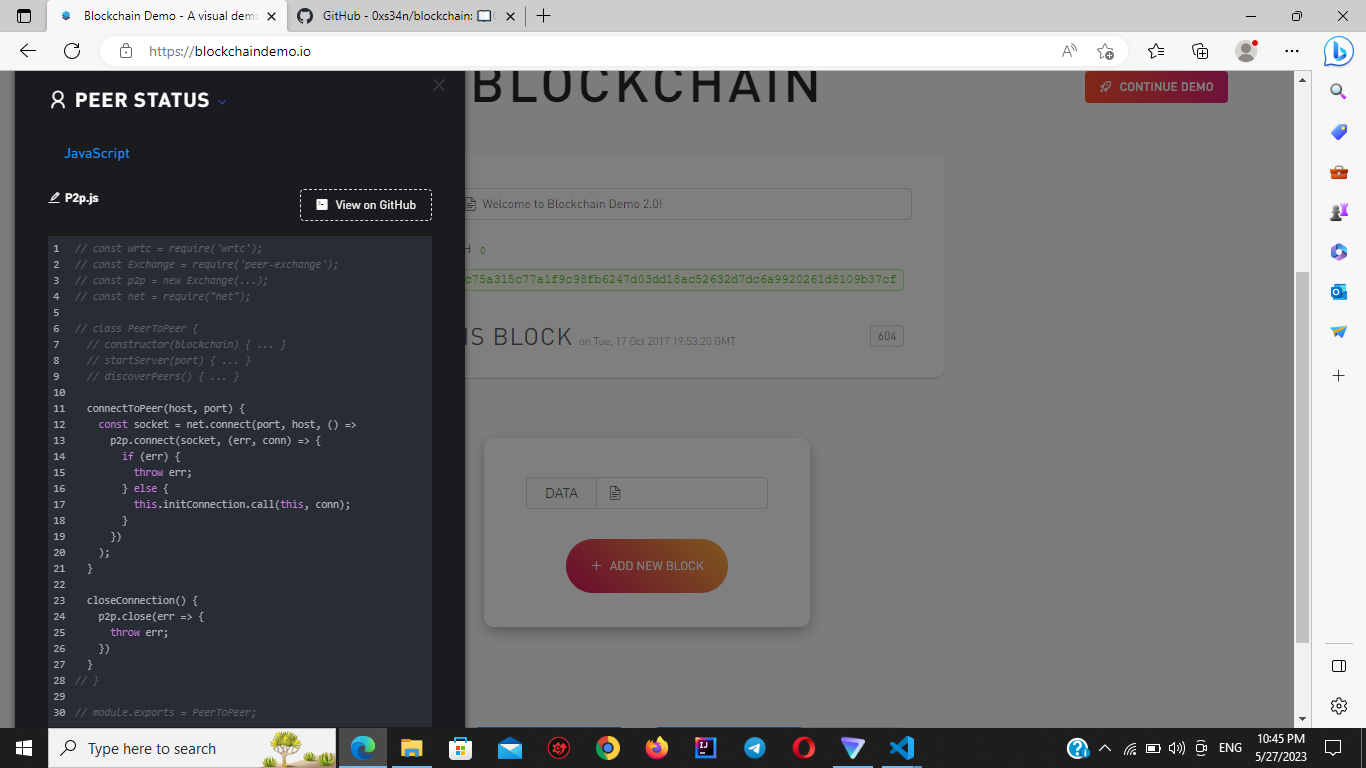 Blockchain Demo - A visual demo
GitHub - 0xs34n/blockchain:
https://blockchaindemo.io
BLOCKCHAIN
CONTINUE DEMO
PEER STATUS
JavaScript
P2p.js
View on GitHub
1 // const wrtc = require('wrtc');
2 // const Exchange = require('peer-exchange');
3 // const p2p = new Exchange(...);
4 // const net = require("net");
5
6 // class PeerToPeer {
7 // constructor(blockchain) { ... }
8 // startServer(port) { ... }
9 // discoverPeers() { ... }
10
11 connectToPeer(host, port) {
12 const socket = net.connect(port, host, () =>
13 p2p.connect(socket, (err, conn) => {
14 if (err) {
15 throw err;
16 } else {
17 this.initConnection.call(this, conn);
18 }
19 })
20 );
21 }
22
23 closeConnection() {
24 p2p.close(err => {
25 throw err;
26 })
27 }
28 // }
29
30 // module.exports = PeerToPeer;
Welcome to Blockchain Demo 2.0!
H 0
c75a315c77a1f9c98fb6247d03dd18ac52632d7dc6a9920261d8109b37cf
IS BLOCK on Tue, 17 Oct 2017 19:53:20 GMT
604
DATA
+ ADD NEW BLOCK
Type here to search
ENG
10:45 PM
5/27/2023